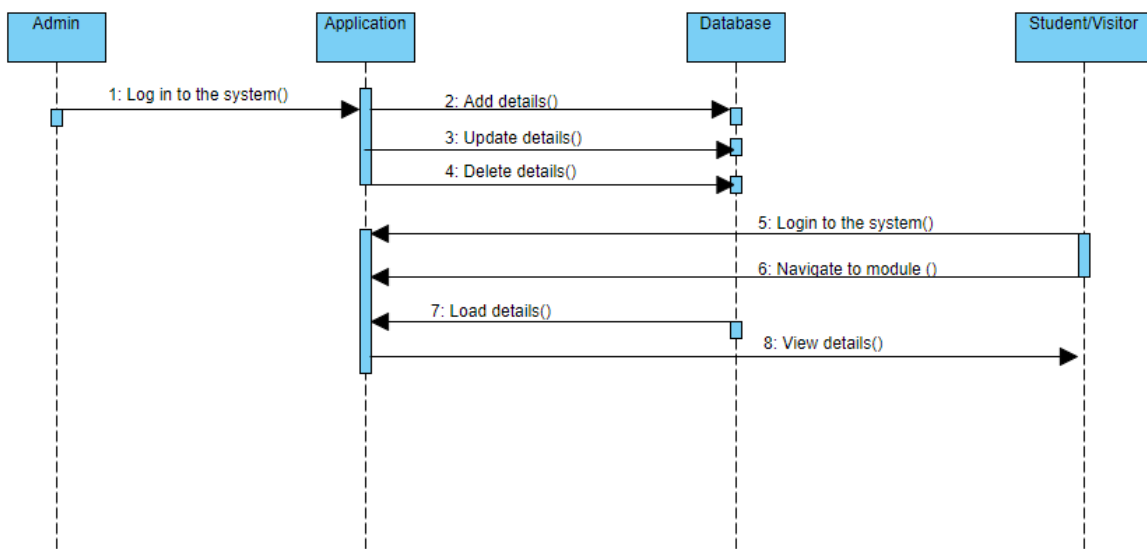 Admin
Application
Database
Student/Visitor
1: Log in to the system()
2: Add details()
3: Update details()
4: Delete details()
5: Login to the system()
6: Navigate to module ()
7: Load details()
8: View details()